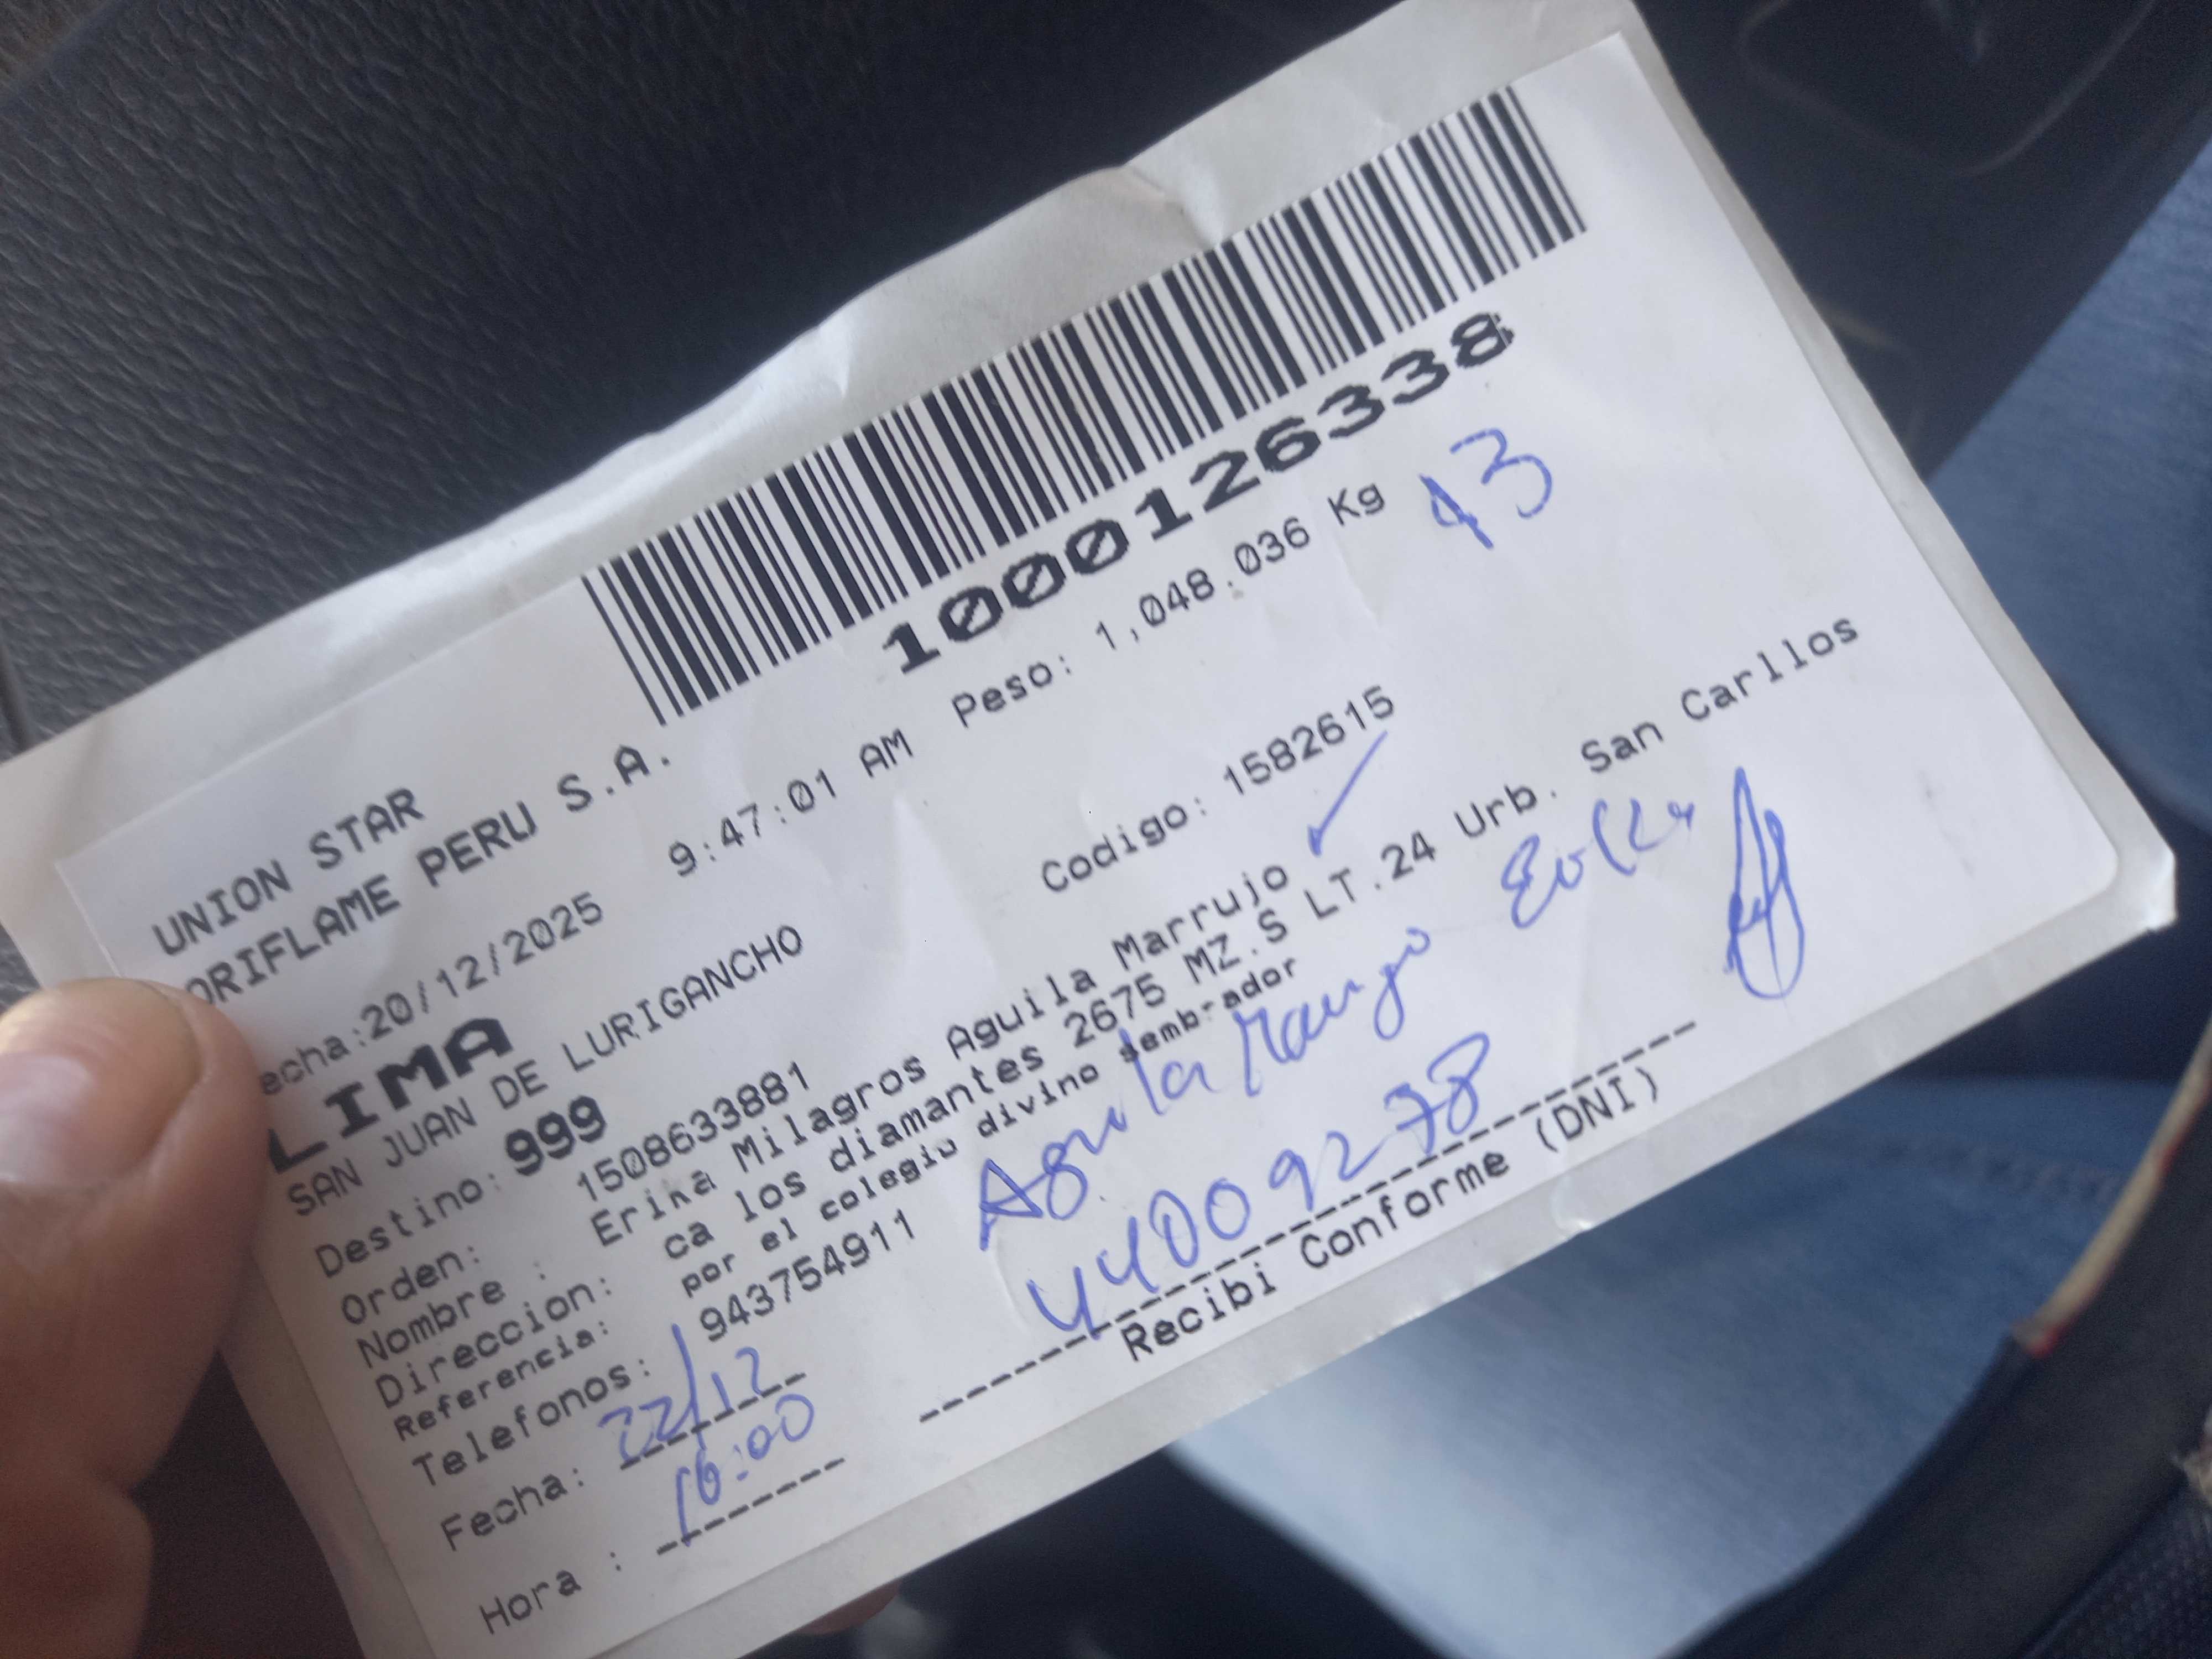 1000126338
UNION STAR
ORIFLAME PERU S.A.
echa:20/12/2025 9:47:01 AM Peso: 1,048.036 Kg 13
LIMA
SAN JUAN DE LURIGANCHO
Destino: 999 Codigo: 1582615
Orden: 1508633881
Nombre : Erika Milagros Aguila Marrujo
Direccion: ca los diamantes 2675 MZ.S LT.24 Urb. San Carllos
Referencia: por el colegio divino sembrador
Telefonos: 943754911
Aguila
44009278
Fecha: 22/12
Recibi Conforme (DNI)
Hora : 16:00